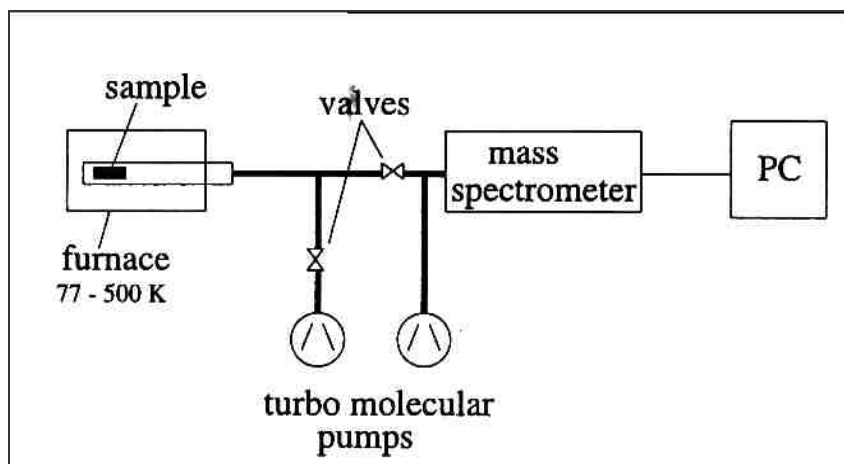 sample
valves
mass
spectrometer
PC
furnace
77 - 500 K
turbo molecular
pumps